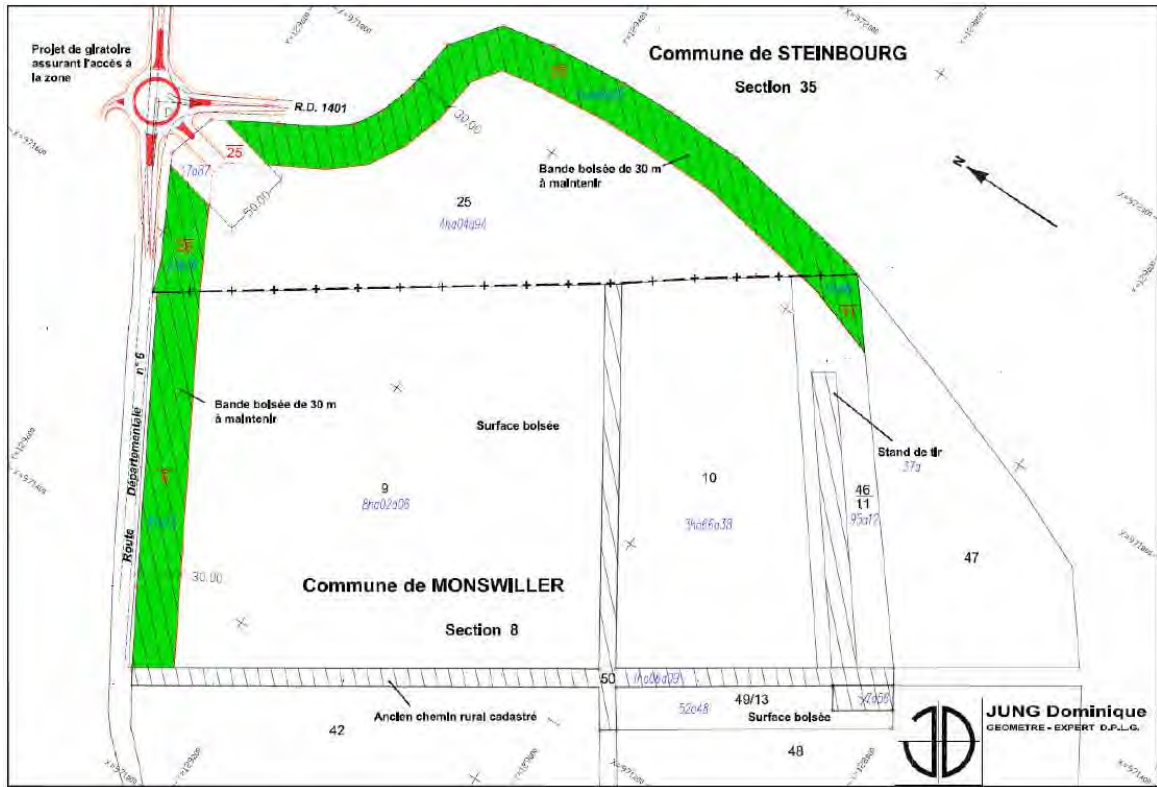 Projet de giratoire
assurant l'accès à
la zone
R.D. 1401
Commune de STEINBOURG
Section 35
Bande boisée de 30 m
à maintenir
30.00
N
25
17a87
50.00
25
4ha04a94
Route Départementale n° 6
Bande boisée de 30 m
à maintenir
Surface boisée
9
8ha02a06
10
3ha66a38
Stand de tir
37a
46
11
95a12
47
30.00
Commune de MONSWILLER
Section 8
50
1ha06a09
49/13
52a48
Surface boisée
Ancien chemin rural cadastré
42
48
JUNG Dominique
GEOMETRE - EXPERT D.P.L.G.